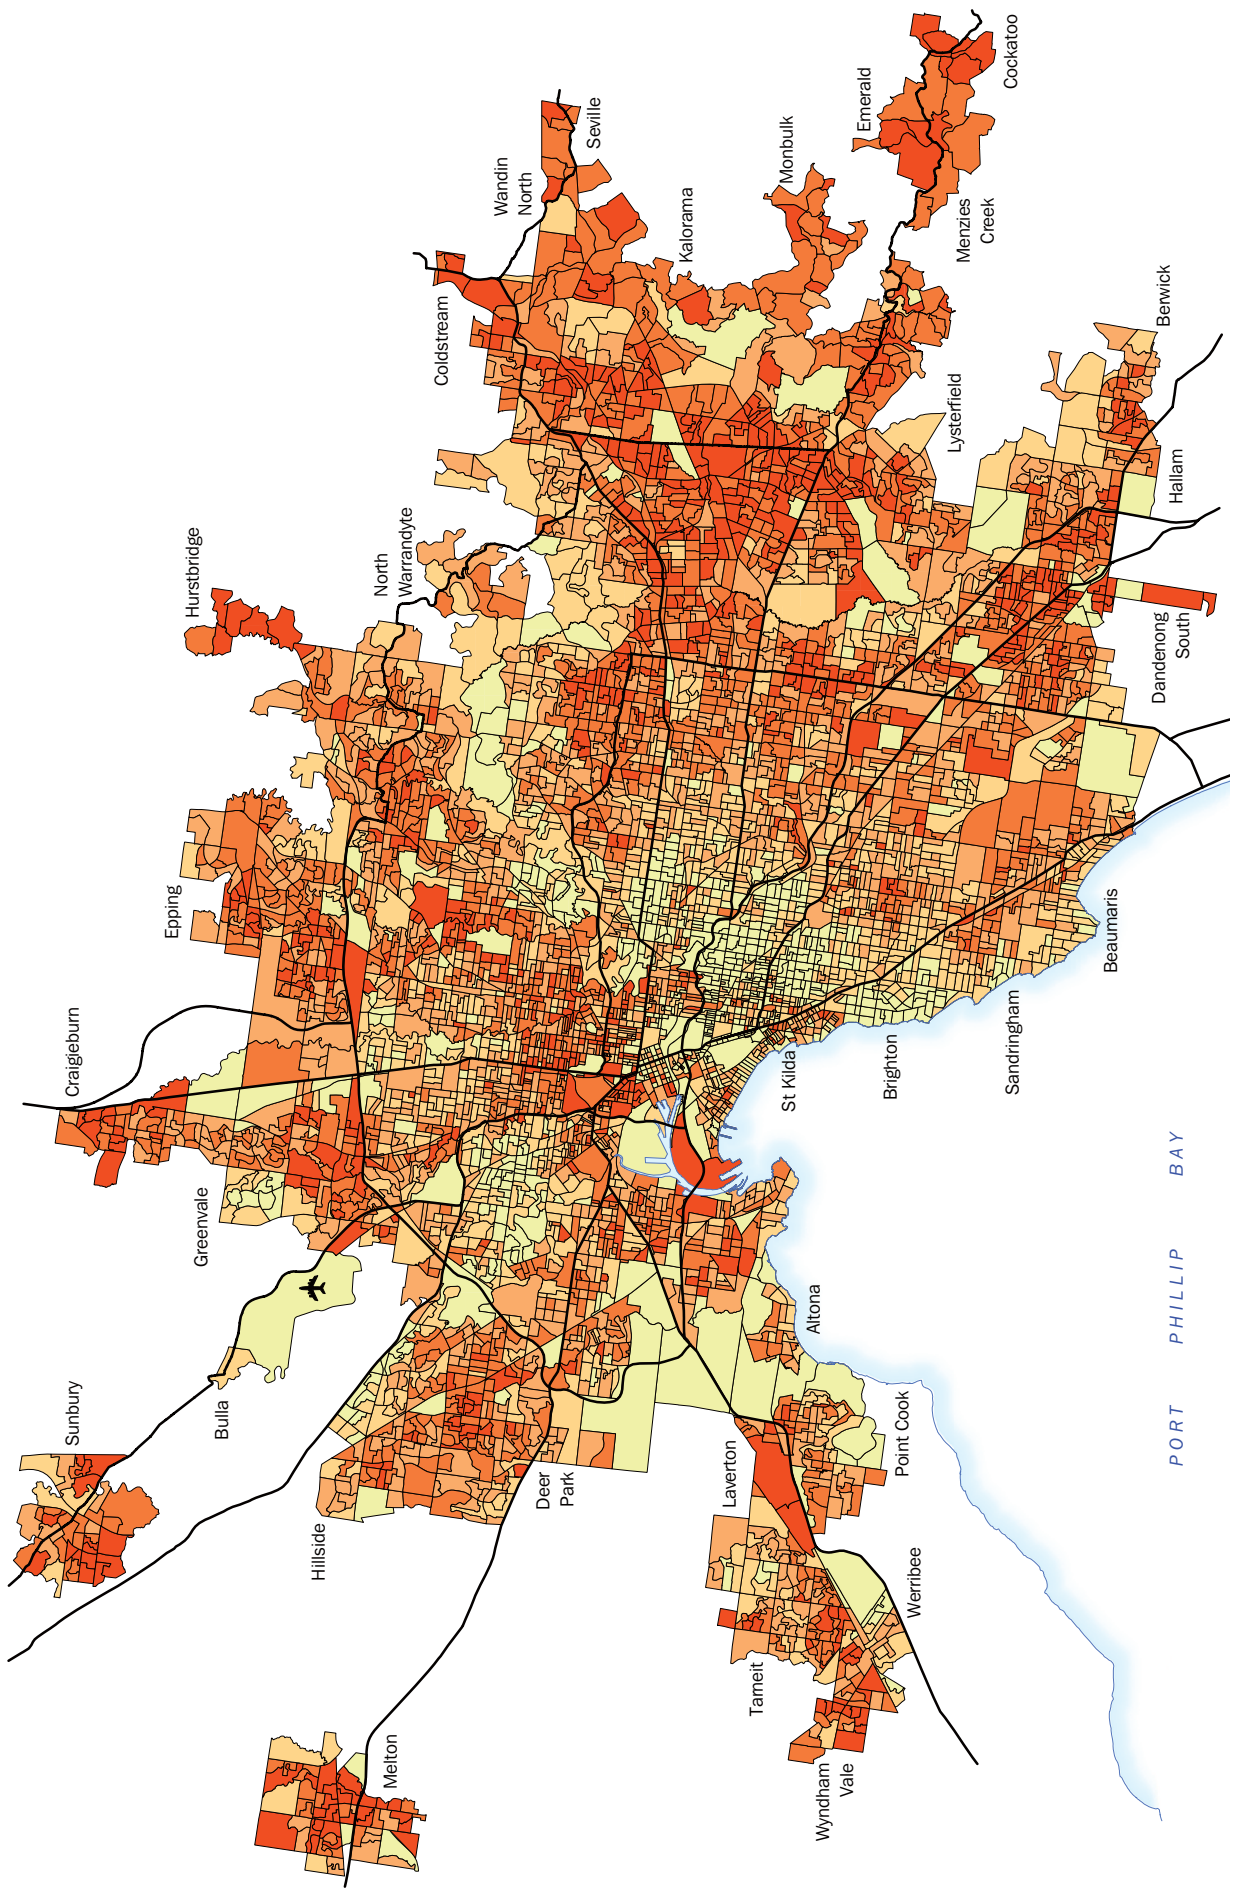 Sunbury
Bulla
Craigieburn
Greenvale
Epping
Hurstbridge
North
Warrandyte
Coldstream
Wandin
North
Seville
Kalorama
Monbulk
Emerald
Cockatoo
Menzies
Creek
Lysterfield
Berwick
Hallam
Dandenong
South
Beaumaris
Sandringham
Brighton
St Kilda
Altona
Point Cook
Laverton
Werribee
Tarneit
Wyndham
Vale
Melton
Hillside
Deer
Park
PORT PHILLIP BAY